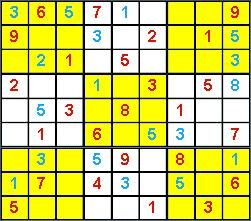 3 6 5 7 1 9
9 3 2 1 5
2 1 5 3
2 1 3 5 8
5 3 8 1
1 6 5 3 7
3 5 9 8 1
1 7 4 3 5 6
5 1 3